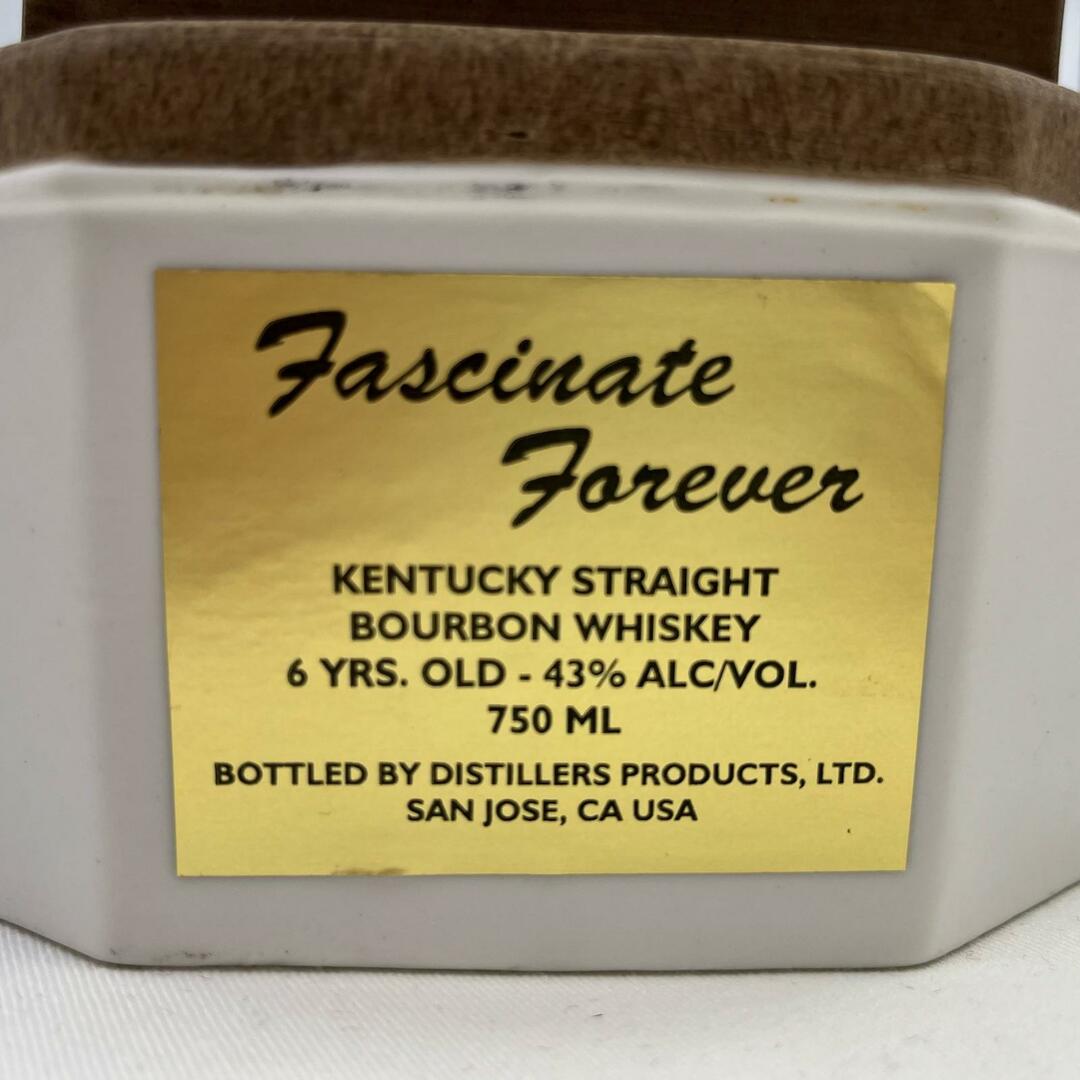 Fascinate
Forever
KENTUCKY STRAIGHT
BOURBON WHISKEY
6 YRS. OLD - 43% ALC/VOL.
750 ML
BOTTLED BY DISTILLERS PRODUCTS, LTD.
SAN JOSE, CA USA